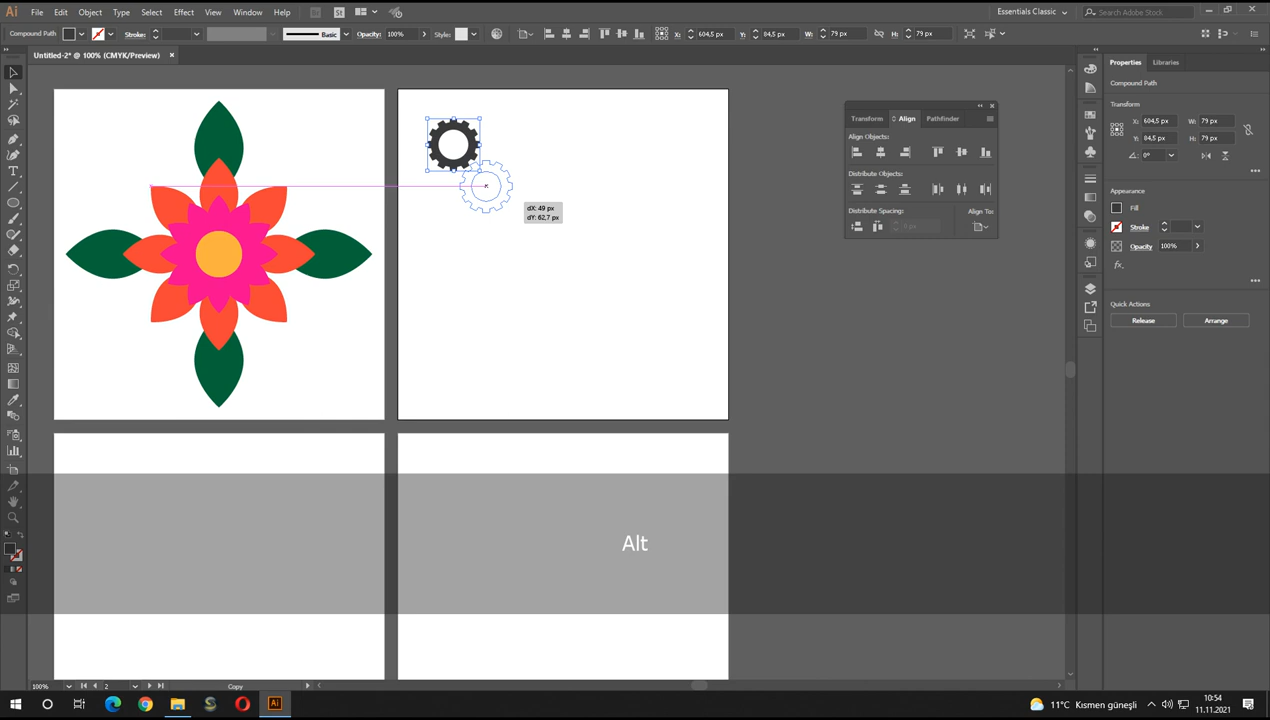 Ai File Edit Object Type Select Effect View Window Help Br St Essentials Classic Search Adobe Stock
Compound Path Stroke: Basic Opacity: 100% Style: X: 604,5 px Y: 84,5 px W: 79 px H: 79 px
Untitled-2* @ 100% (CMYK/Preview)
Properties Libraries
Compound Path
Transform
X: 604,5 p W: 79 px
Y: 84,5 px H: 79 px
0°
Appearance
Fill
Stroke
Opacity 100%
fx
Quick Actions
Release Arrange
Transform Align Pathfinder
Align Objects:
Distribute Objects:
Distribute Spacing: Align To:
0 px
dX: 49 px
dY: 62,7 px
Alt
100% 2 Copy
Ai 11°C Kısmen güneşli 10:54
11.11.2021